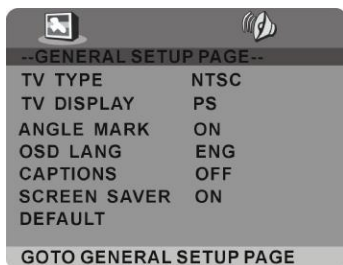 --GENERAL SETUP PAGE--
TV TYPE NTSC
TV DISPLAY PS
ANGLE MARK ON
OSD LANG ENG
CAPTIONS OFF
SCREEN SAVER ON
DEFAULT
GOTO GENERAL SETUP PAGE